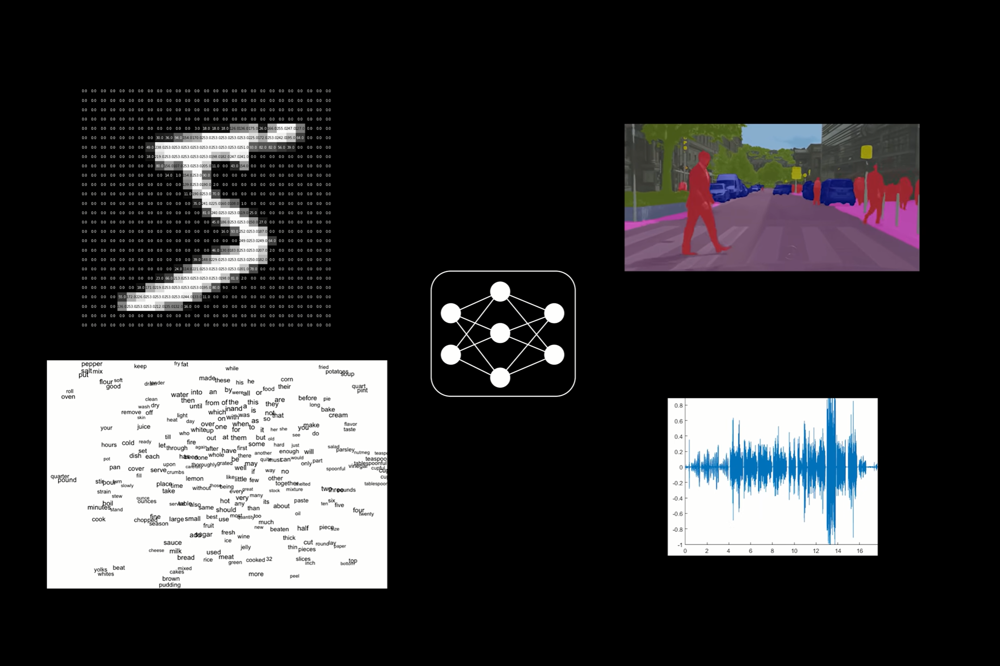 0.0 0.0 0.0 0.0 0.0 0.0 0.0 0.0 0.0 0.0 0.0 0.0 0.0 0.0 0.0 0.0 0.0 0.0 0.0 0.0 0.0 0.0 0.0 0.0 0.0 0.0 0.0
0.0 0.0 0.0 0.0 0.0 0.0 0.0 0.0 0.0 0.0 0.0 0.0 0.0 0.0 0.0 0.0 0.0 0.0 0.0 0.0 0.0 0.0 0.0 0.0 0.0 0.0 0.0
0.0 0.0 0.0 0.0 0.0 0.0 0.0 0.0 0.0 0.0 0.0 0.0 0.0 0.0 0.0 0.0 0.0 0.0 0.0 0.0 0.0 0.0 0.0 0.0 0.0 0.0 0.0
0.0 0.0 0.0 0.0 0.0 0.0 0.0 0.0 0.0 0.0 0.0 0.0 0.0 0.0 0.0 0.0 0.0 0.0 0.0 0.0 0.0 0.0 0.0 0.0 0.0 0.0 0.0
0.0 0.0 0.0 0.0 0.0 0.0 0.0 0.0 0.0 0.0 0.0 0.0 3.0 18.0 18.0 18.0 126.0 136.0 175.0 26.0 166.0 255.0 247.0 127.0 0.0 0.0 0.0
0.0 0.0 0.0 0.0 0.0 0.0 0.0 0.0 30.0 36.0 94.0 154.0 170.0 253.0 253.0 253.0 253.0 253.0 225.0 172.0 253.0 242.0 195.0 64.0 0.0 0.0 0.0
0.0 0.0 0.0 0.0 0.0 0.0 0.0 49.0 238.0 253.0 253.0 253.0 253.0 253.0 253.0 253.0 253.0 251.0 93.0 82.0 82.0 56.0 39.0 0.0 0.0 0.0 0.0
0.0 0.0 0.0 0.0 0.0 0.0 0.0 18.0 219.0 253.0 253.0 253.0 253.0 253.0 198.0 182.0 247.0 241.0 0.0 0.0 0.0 0.0 0.0 0.0 0.0 0.0 0.0
0.0 0.0 0.0 0.0 0.0 0.0 0.0 0.0 80.0 156.0 107.0 253.0 253.0 205.0 11.0 0.0 43.0 154.0 0.0 0.0 0.0 0.0 0.0 0.0 0.0 0.0 0.0
0.0 0.0 0.0 0.0 0.0 0.0 0.0 0.0 0.0 14.0 1.0 154.0 253.0 90.0 0.0 0.0 0.0 0.0 0.0 0.0 0.0 0.0 0.0 0.0 0.0 0.0 0.0
0.0 0.0 0.0 0.0 0.0 0.0 0.0 0.0 0.0 0.0 0.0 139.0 253.0 190.0 2.0 0.0 0.0 0.0 0.0 0.0 0.0 0.0 0.0 0.0 0.0 0.0 0.0
0.0 0.0 0.0 0.0 0.0 0.0 0.0 0.0 0.0 0.0 0.0 11.0 190.0 253.0 70.0 0.0 0.0 0.0 0.0 0.0 0.0 0.0 0.0 0.0 0.0 0.0 0.0
0.0 0.0 0.0 0.0 0.0 0.0 0.0 0.0 0.0 0.0 0.0 0.0 35.0 241.0 225.0 160.0 108.0 1.0 0.0 0.0 0.0 0.0 0.0 0.0 0.0 0.0 0.0
0.0 0.0 0.0 0.0 0.0 0.0 0.0 0.0 0.0 0.0 0.0 0.0 0.0 81.0 240.0 253.0 253.0 119.0 25.0 0.0 0.0 0.0 0.0 0.0 0.0 0.0 0.0
0.0 0.0 0.0 0.0 0.0 0.0 0.0 0.0 0.0 0.0 0.0 0.0 0.0 0.0 45.0 186.0 253.0 253.0 150.0 27.0 0.0 0.0 0.0 0.0 0.0 0.0 0.0
0.0 0.0 0.0 0.0 0.0 0.0 0.0 0.0 0.0 0.0 0.0 0.0 0.0 0.0 0.0 16.0 93.0 252.0 253.0 187.0 0.0 0.0 0.0 0.0 0.0 0.0 0.0
0.0 0.0 0.0 0.0 0.0 0.0 0.0 0.0 0.0 0.0 0.0 0.0 0.0 0.0 0.0 0.0 0.0 249.0 253.0 249.0 64.0 0.0 0.0 0.0 0.0 0.0 0.0
0.0 0.0 0.0 0.0 0.0 0.0 0.0 0.0 0.0 0.0 0.0 0.0 0.0 0.0 46.0 130.0 183.0 253.0 253.0 207.0 2.0 0.0 0.0 0.0 0.0 0.0 0.0
0.0 0.0 0.0 0.0 0.0 0.0 0.0 0.0 0.0 0.0 0.0 0.0 39.0 148.0 229.0 253.0 253.0 253.0 250.0 182.0 0.0 0.0 0.0 0.0 0.0 0.0 0.0
0.0 0.0 0.0 0.0 0.0 0.0 0.0 0.0 0.0 0.0 24.0 114.0 221.0 253.0 253.0 253.0 253.0 201.0 78.0 0.0 0.0 0.0 0.0 0.0 0.0 0.0 0.0
0.0 0.0 0.0 0.0 0.0 0.0 0.0 0.0 23.0 66.0 213.0 253.0 253.0 253.0 253.0 198.0 81.0 2.0 0.0 0.0 0.0 0.0 0.0 0.0 0.0 0.0 0.0
0.0 0.0 0.0 0.0 0.0 0.0 18.0 171.0 219.0 253.0 253.0 253.0 253.0 195.0 80.0 9.0 0.0 0.0 0.0 0.0 0.0 0.0 0.0 0.0 0.0 0.0 0.0
0.0 0.0 0.0 0.0 55.0 172.0 226.0 253.0 253.0 253.0 253.0 244.0 133.0 11.0 0.0 0.0 0.0 0.0 0.0 0.0 0.0 0.0 0.0 0.0 0.0 0.0 0.0
0.0 0.0 0.0 0.0 136.0 253.0 253.0 253.0 212.0 135.0 132.0 16.0 0.0 0.0 0.0 0.0 0.0 0.0 0.0 0.0 0.0 0.0 0.0 0.0 0.0 0.0 0.0
0.0 0.0 0.0 0.0 0.0 0.0 0.0 0.0 0.0 0.0 0.0 0.0 0.0 0.0 0.0 0.0 0.0 0.0 0.0 0.0 0.0 0.0 0.0 0.0 0.0 0.0 0.0
0.0 0.0 0.0 0.0 0.0 0.0 0.0 0.0 0.0 0.0 0.0 0.0 0.0 0.0 0.0 0.0 0.0 0.0 0.0 0.0 0.0 0.0 0.0 0.0 0.0 0.0 0.0
pepper keep fry fat while fried
salt mix potatoes
put soup
flour soft drain tender made these his he corn
good their quart
roll water into an by were all or food pint
oven then from of the this they are before pie
clean until long
wash dry which in and a is bake
remove off light on with was not that cream
skin heat day over one when as so make flavor
your juice white up for to it her she you taste
who out at them but old see do
till fire some hard just
hours cold ready let through again after have first another enough will salad parsley nutmeg
set dish each has been done whole there quite must can would
pot upon thoroughly grated be may only part tablespoonful
pan cover serve crumbs carefully well if way no spoonful vinegar cupful
quarter fill lemon like little few other
pound stir pour turn slowly place time without those being together melted
strain take every great stock mixture two three pounds
stew ounce very many
boil ounces served table also hot any its about paste ten six five
minutes stand same should than four
cook chopped fine large small best use most quantity too oil twenty
season fruit much
add sugar fresh new beaten half piece size
sauce ice wine thick cut round lay
cheese milk jelly thin pieces paper
bread used meat
rice green cooked 32 slices inch top
yolks beat mixed bottom
whites cakes more peel
brown
pudding
0.8
0.6
0.4
0.2
0
-0.2
-0.4
-0.6
-0.8
-1
0 2 4 6 8 10 12 14 16